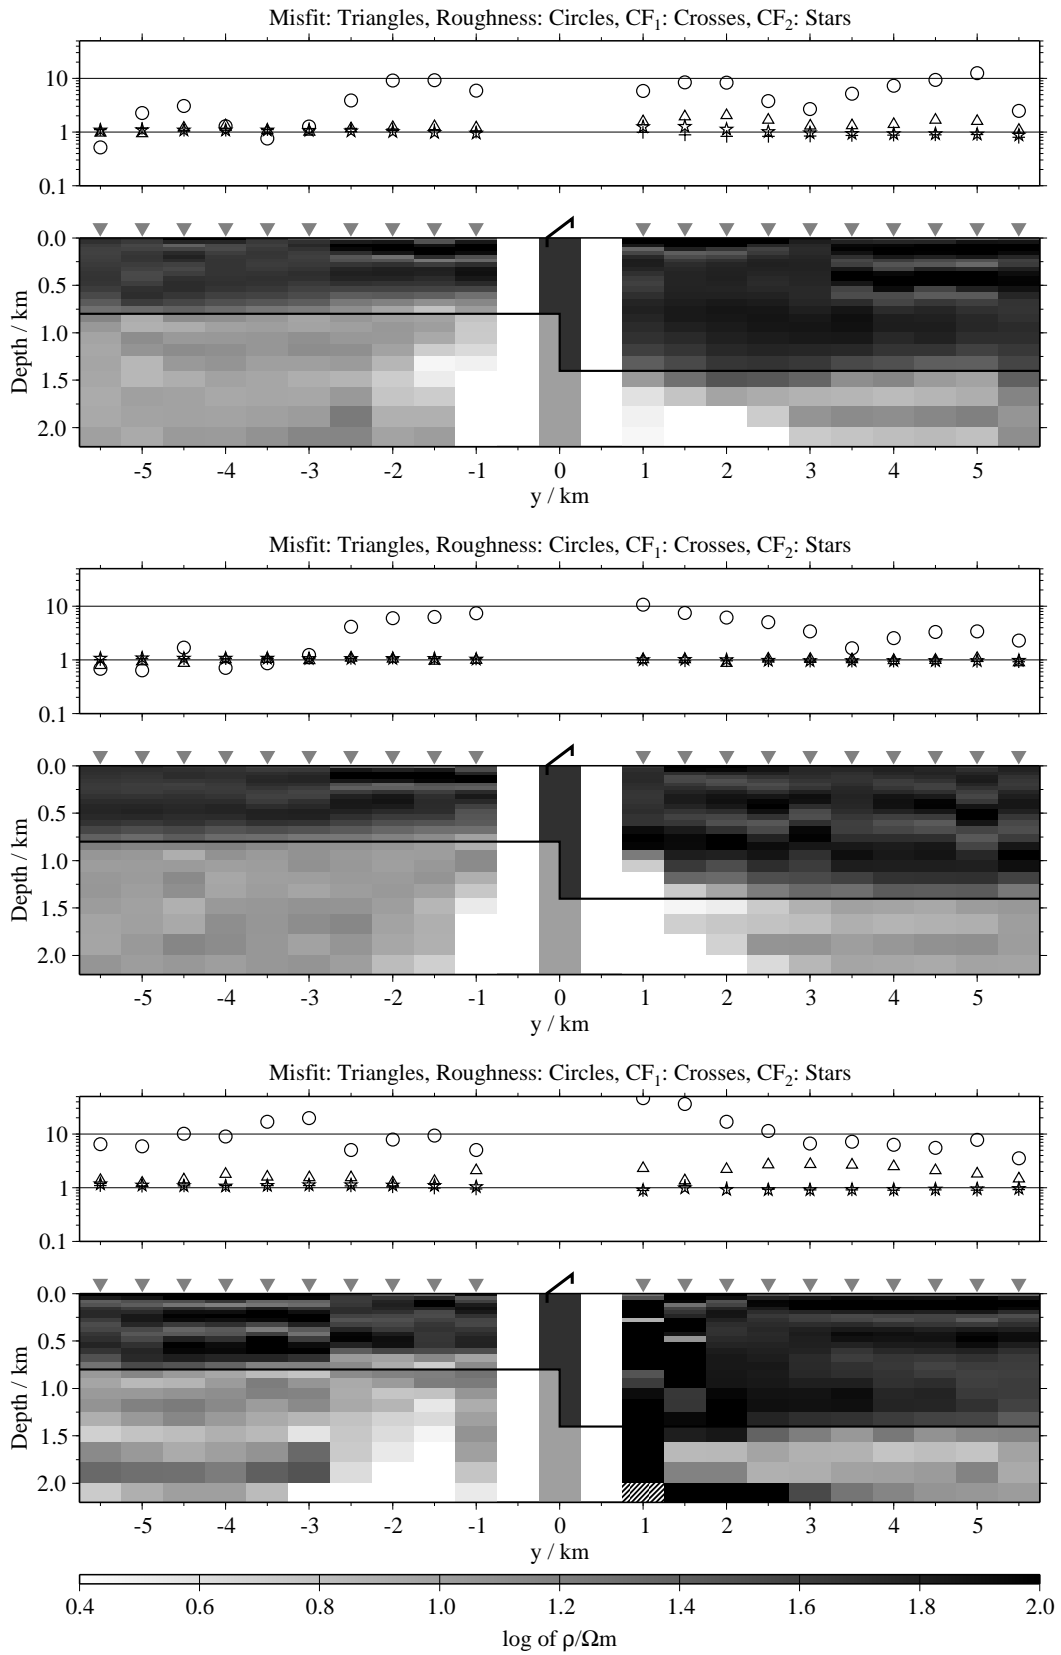 Misfit: Triangles, Roughness: Circles, CF₁: Crosses, CF₂: Stars
10
1
0.1
0.0
0.5
1.0
1.5
2.0
Depth / km
-5 -4 -3 -2 -1 0 1 2 3 4 5
y / km
Misfit: Triangles, Roughness: Circles, CF₁: Crosses, CF₂: Stars
10
1
0.1
0.0
0.5
1.0
1.5
2.0
Depth / km
-5 -4 -3 -2 -1 0 1 2 3 4 5
y / km
Misfit: Triangles, Roughness: Circles, CF₁: Crosses, CF₂: Stars
10
1
0.1
0.0
0.5
1.0
1.5
2.0
Depth / km
-5 -4 -3 -2 -1 0 1 2 3 4 5
y / km
0.4 0.6 0.8 1.0 1.2 1.4 1.6 1.8 2.0
log of ρ/Ωm